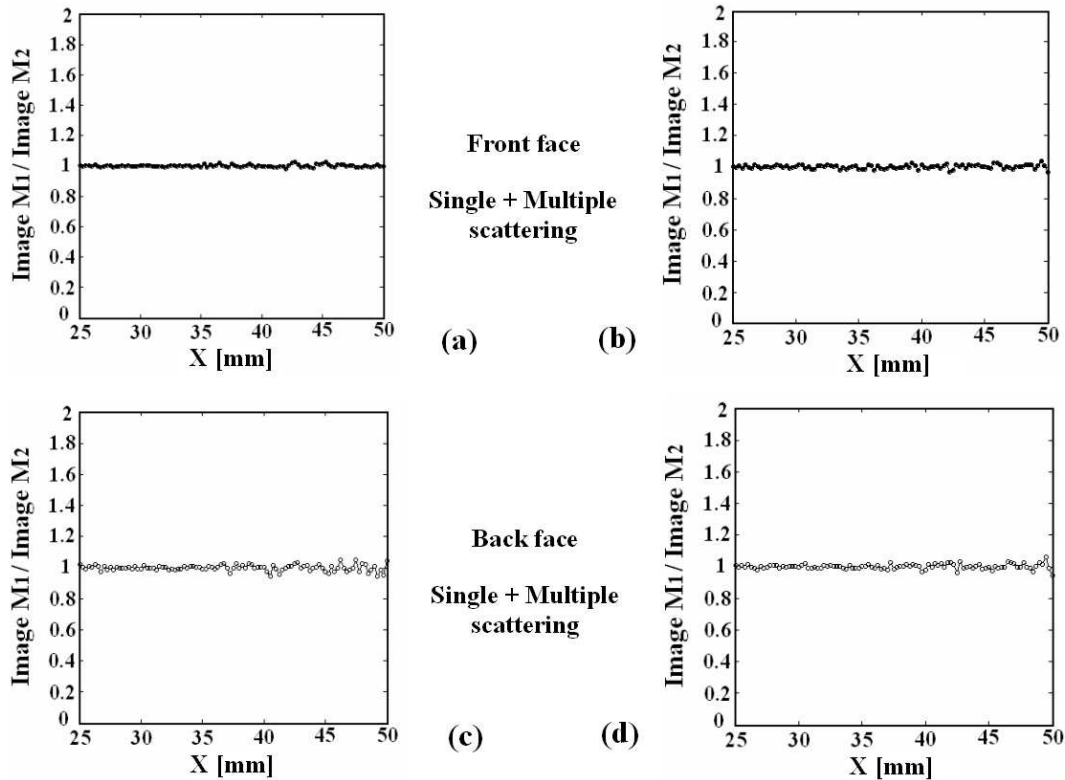 2
1.8
1.6
1.4
1.2
1
0.8
0.6
0.4
0.2
0
Image M1/ Image M2
25 30 35 40 45 50
X [mm]
(a)
Front face
Single + Multiple
scattering
2
1.8
1.6
1.4
1.2
1
0.8
0.6
0.4
0.2
0
Image M1/ Image M2
25 30 35 40 45 50
X [mm]
(b)
2
1.8
1.6
1.4
1.2
1
0.8
0.6
0.4
0.2
0
Image M1/ Image M2
25 30 35 40 45 50
X [mm]
(c)
Back face
Single + Multiple
scattering
2
1.8
1.6
1.4
1.2
1
0.8
0.6
0.4
0.2
0
Image M1/ Image M2
25 30 35 40 45 50
X [mm]
(d)